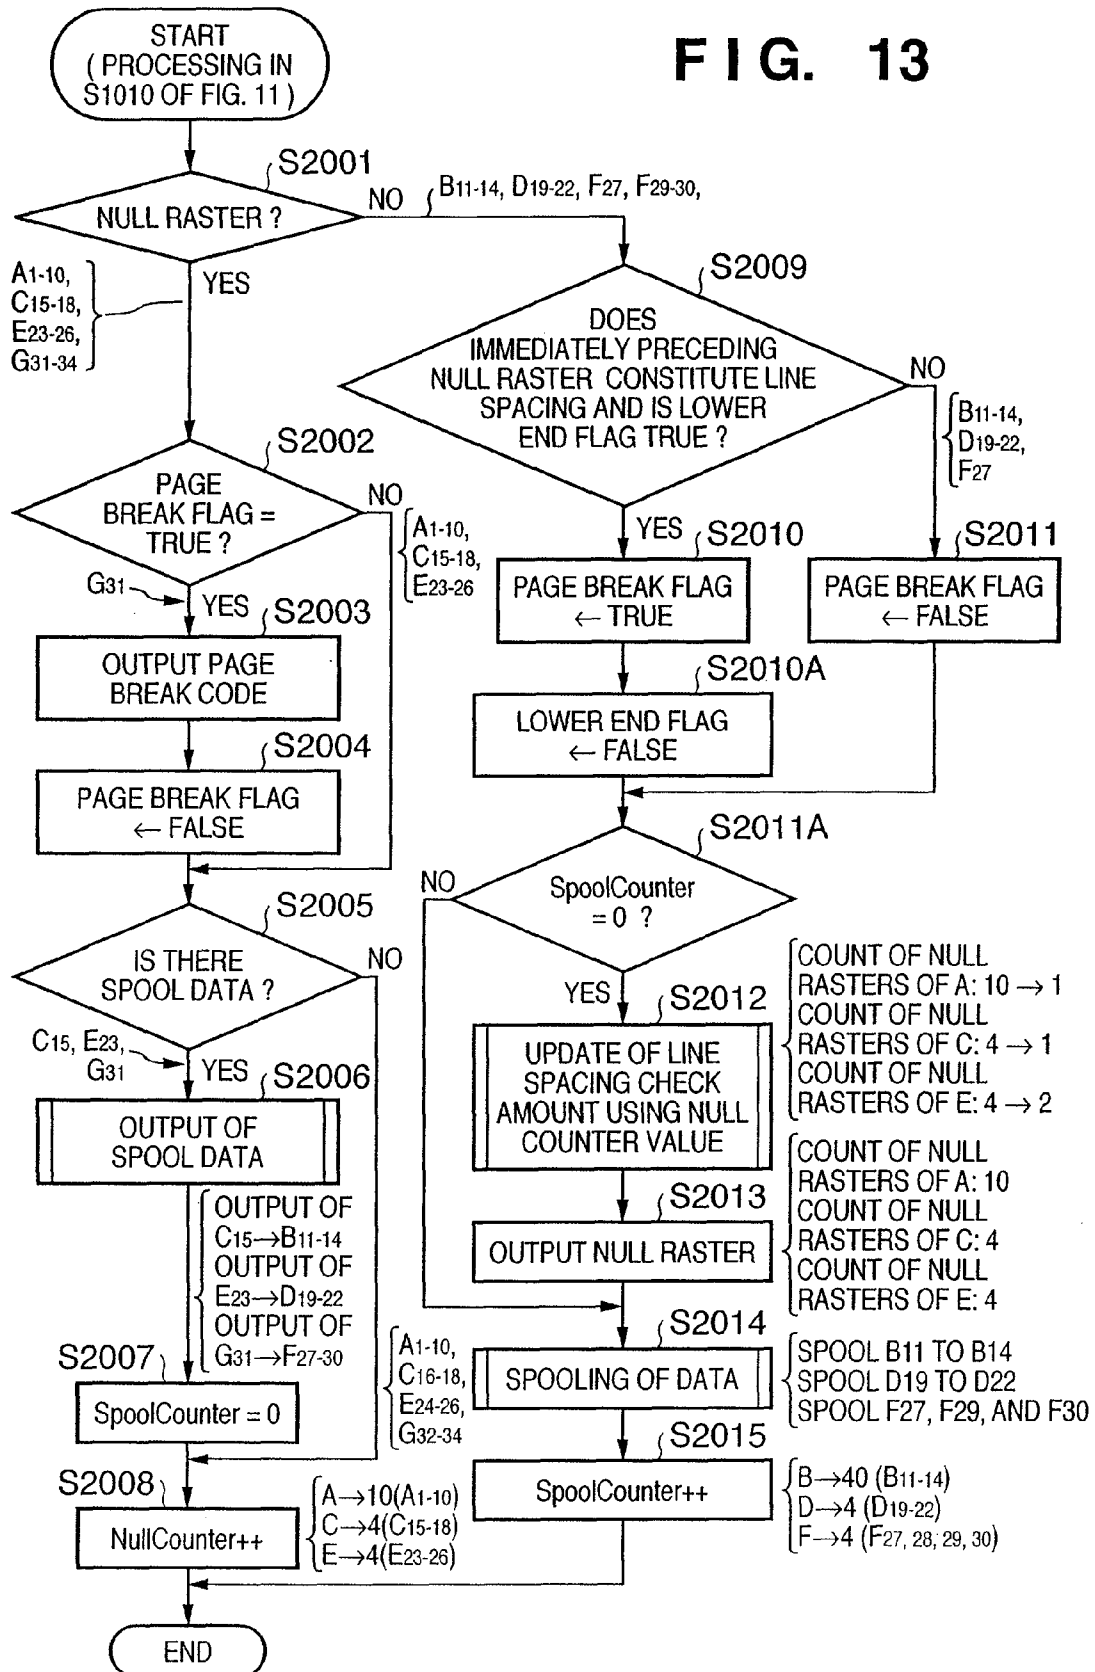 FIG. 13
START
( PROCESSING IN
S1010 OF FIG. 11 )
S2001
NULL RASTER ?
NO
B11-14, D19-22, F27, F29-30,
YES
A1-10,
C15-18,
E23-26,
G31-34
S2009
DOES
IMMEDIATELY PRECEDING
NULL RASTER CONSTITUTE LINE
SPACING AND IS LOWER
END FLAG TRUE ?
NO
B11-14,
D19-22,
F27
YES
S2002
PAGE
BREAK FLAG =
TRUE ?
NO
A1-10,
C15-18,
E23-26
G31
YES
S2003
OUTPUT PAGE
BREAK CODE
S2004
PAGE BREAK FLAG
← FALSE
S2010
PAGE BREAK FLAG
← TRUE
S2011
PAGE BREAK FLAG
← FALSE
S2010A
LOWER END FLAG
← FALSE
S2011A
SpoolCounter
= 0 ?
NO
YES
S2005
IS THERE
SPOOL DATA ?
NO
C15, E23,
G31
YES
S2006
OUTPUT OF
SPOOL DATA
OUTPUT OF
C15→B11-14
OUTPUT OF
E23→D19-22
OUTPUT OF
G31→F27-30
S2007
SpoolCounter = 0
A1-10,
C16-18,
E24-26,
G32-34
S2008
NullCounter++
A→10(A1-10)
C→4(C15-18)
E→4(E23-26)
S2012
UPDATE OF LINE
SPACING CHECK
AMOUNT USING NULL
COUNTER VALUE
COUNT OF NULL
RASTERS OF A: 10 → 1
COUNT OF NULL
RASTERS OF C: 4 → 1
COUNT OF NULL
RASTERS OF E: 4 → 2
S2013
OUTPUT NULL RASTER
COUNT OF NULL
RASTERS OF A: 10
COUNT OF NULL
RASTERS OF C: 4
COUNT OF NULL
RASTERS OF E: 4
S2014
SPOOLING OF DATA
SPOOL B11 TO B14
SPOOL D19 TO D22
SPOOL F27, F29, AND F30
S2015
SpoolCounter++
B→40 (B11-14)
D→4 (D19-22)
F→4 (F27, 28, 29, 30)
END